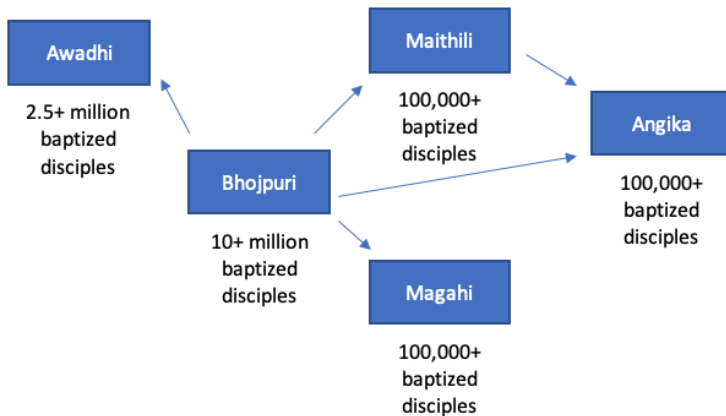 Awadhi
2.5+ million
baptized
disciples
Maithili
100,000+
baptized
disciples
Bhojpuri
10+ million
baptized
disciples
Angika
100,000+
baptized
disciples
Magahi
100,000+
baptized
disciples